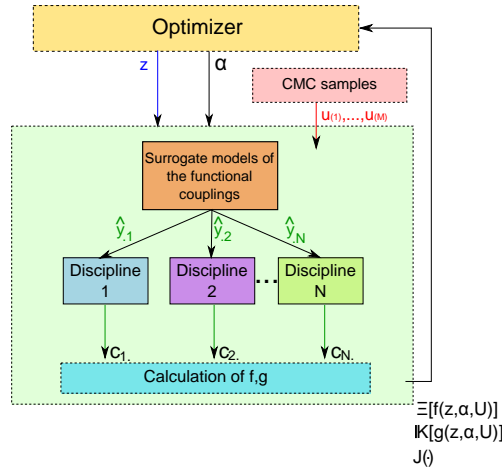 Optimizer
z
α
CMC samples
u(1),...,u(M)
Surrogate models of
the functional
couplings
ŷ.1
ŷ.2
ŷ.N
Discipline
1
Discipline
2
...
Discipline
N
c1.
c2.
cN.
Calculation of f,g
Ξ[f(z,α,U)]
𝕂[g(z,α,U)]
J(·)